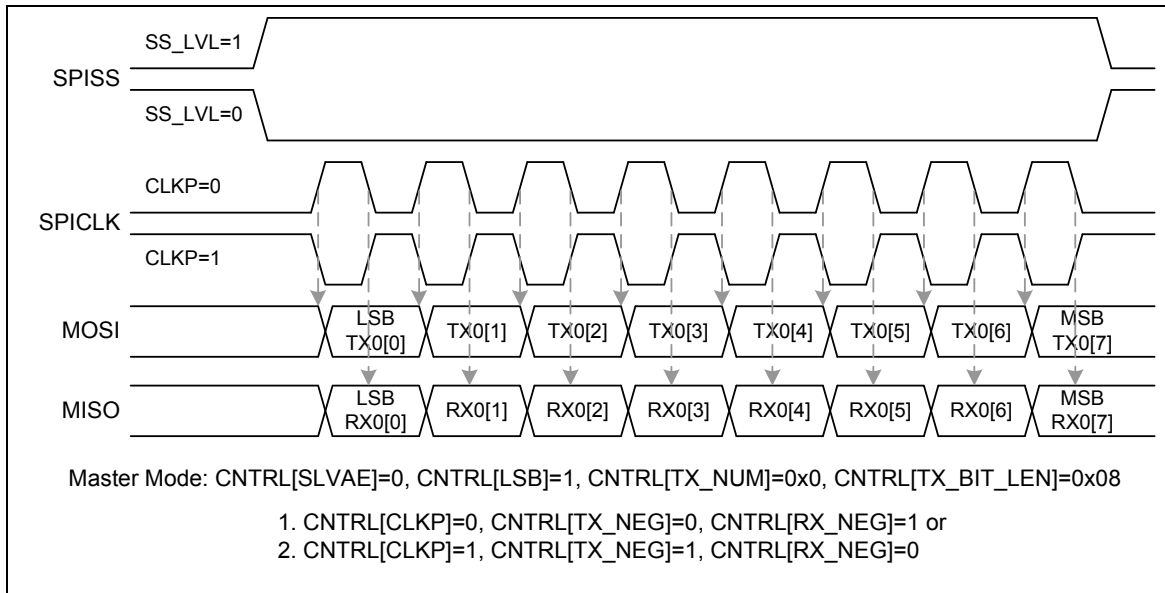 SS_LVL=1
SPISS
SS_LVL=0
CLKP=0
SPICLK
CLKP=1
MOSI
LSB
TX0[0]
TX0[1]
TX0[2]
TX0[3]
TX0[4]
TX0[5]
TX0[6]
MSB
TX0[7]
MISO
LSB
RX0[0]
RX0[1]
RX0[2]
RX0[3]
RX0[4]
RX0[5]
RX0[6]
MSB
RX0[7]
Master Mode: CNTRL[SLVAE]=0, CNTRL[LSB]=1, CNTRL[TX_NUM]=0x0, CNTRL[TX_BIT_LEN]=0x08
1. CNTRL[CLKP]=0, CNTRL[TX_NEG]=0, CNTRL[RX_NEG]=1 or
2. CNTRL[CLKP]=1, CNTRL[TX_NEG]=1, CNTRL[RX_NEG]=0